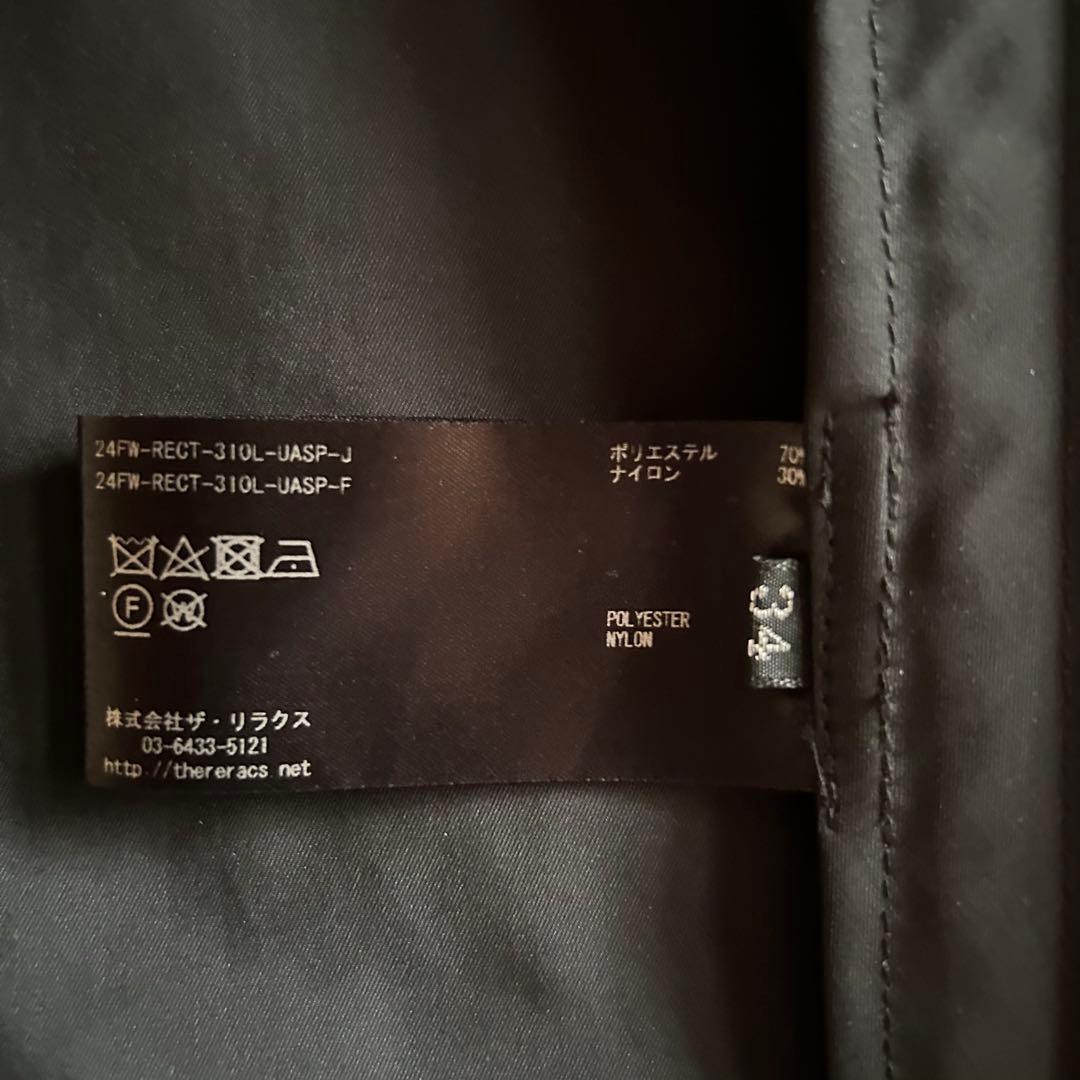 24FW-RECT-310L-UASP-J
24FW-RECT-310L-UASP-F
ポリエステル 70%
ナイロン 30%
F
W
POLYESTER
NYLON
34
株式会社ザ・リラクス
03-6433-5121
http://thereracs.net